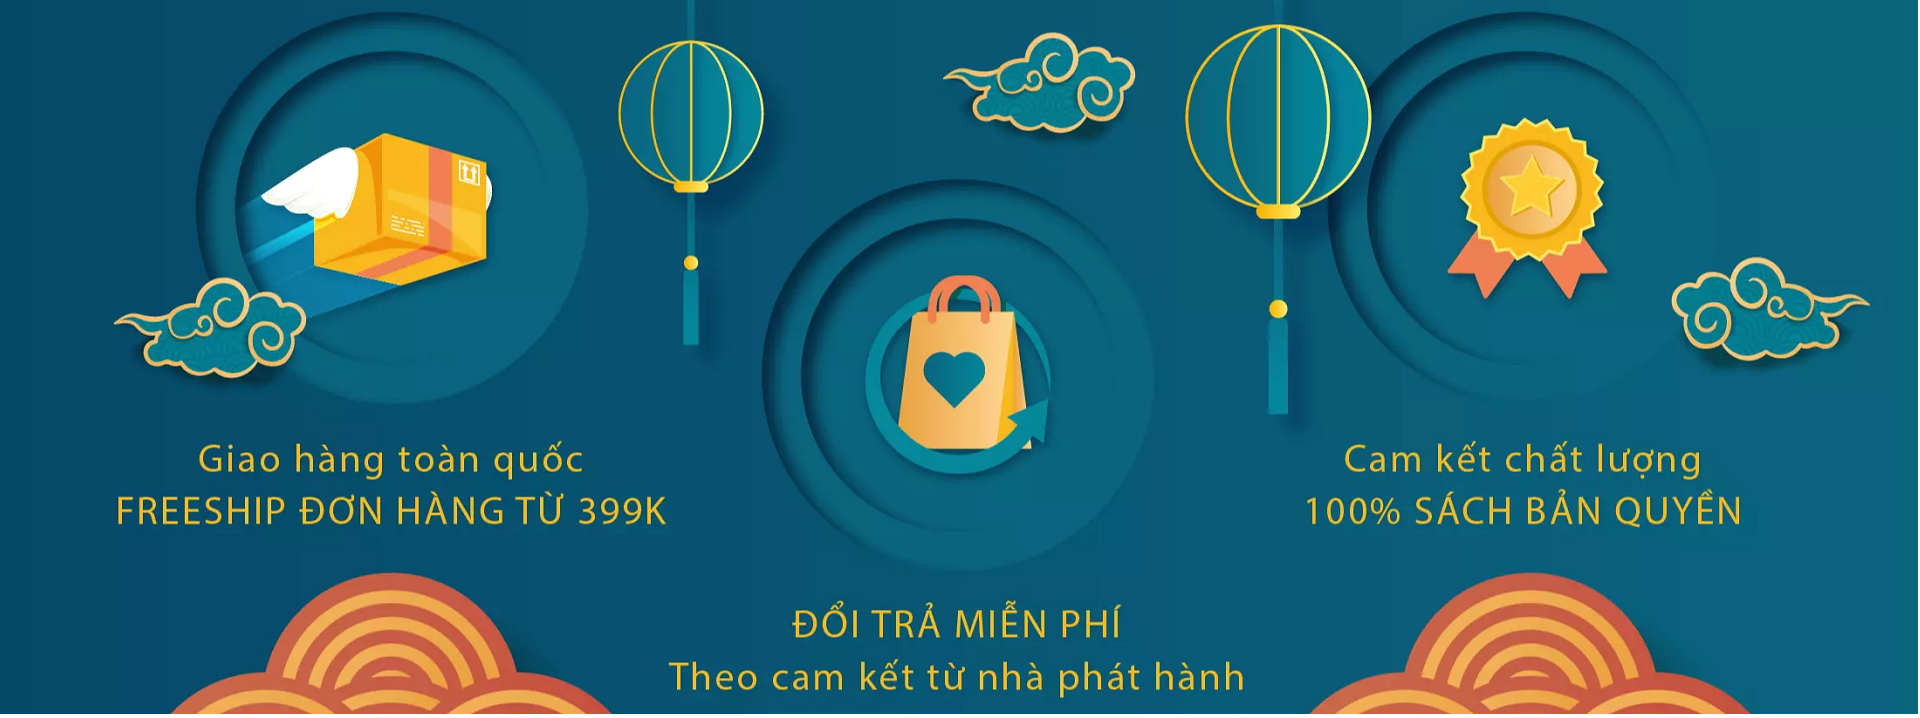 Giao hàng toàn quốc
FREESHIP ĐƠN HÀNG TỪ 399K
ĐỔI TRẢ MIỄN PHÍ
Theo cam kết từ nhà phát hành
Cam kết chất lượng
100% SÁCH BẢN QUYỀN